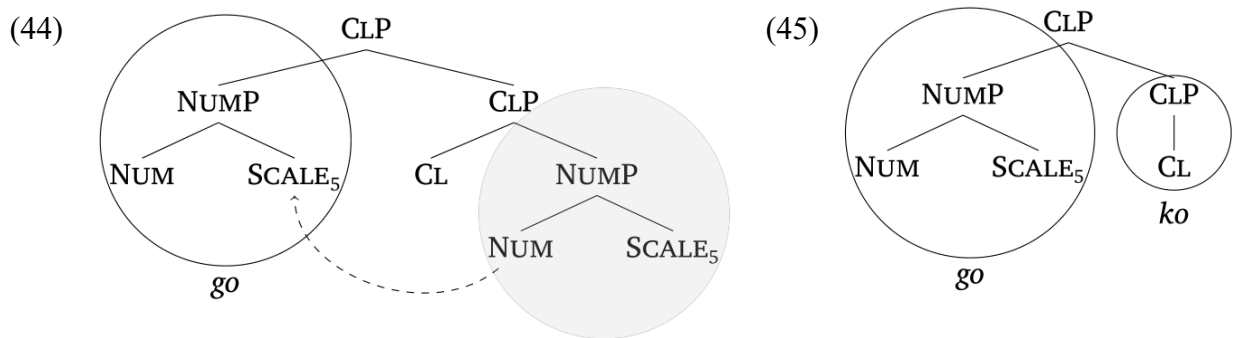 (44) CLP
NUMP CLP
NUM SCALE₅ CL NUMP
NUM SCALE₅
go
(45) CLP
NUMP CLP
NUM SCALE₅ CL
ko
go